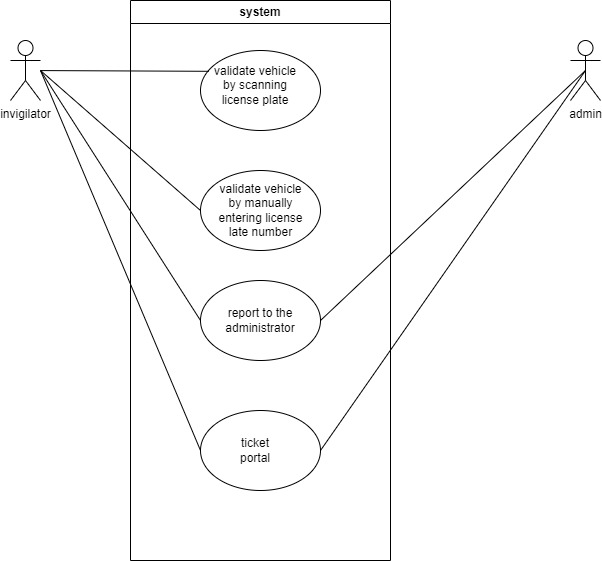 system
validate vehicle
by scanning
license plate
invigilator
admin
validate vehicle
by manually
entering license
late number
report to the
administrator
ticket
portal